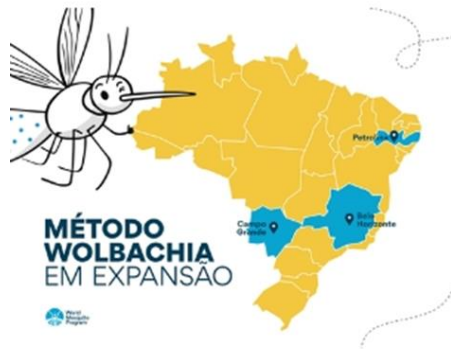 Petrolina
Campo
Grande
Belo
Horizonte
MÉTODO
WOLBACHIA
EM EXPANSÃO
World
Mosquito
Program